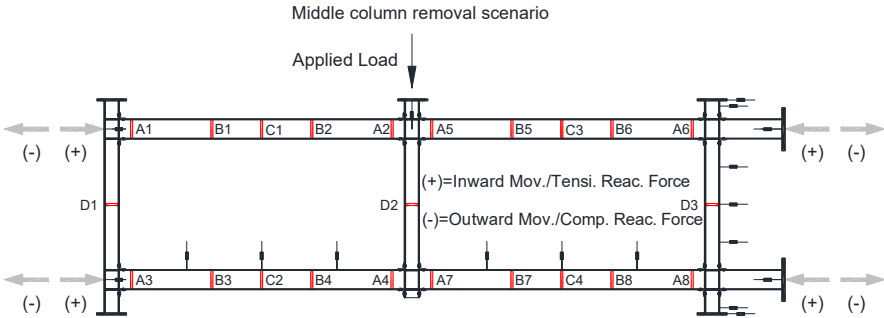 Middle column removal scenario
Applied Load
A1 B1 C1 B2 A2 A5 B5 C3 B6 A6
(-) (+) (+) (-)
(+)=Inward Mov./Tensi. Reac. Force
D1 D2 D3
(-)=Outward Mov./Comp. Reac. Force
A3 B3 C2 B4 A4 A7 B7 C4 B8 A8
(-) (+) (+) (-)